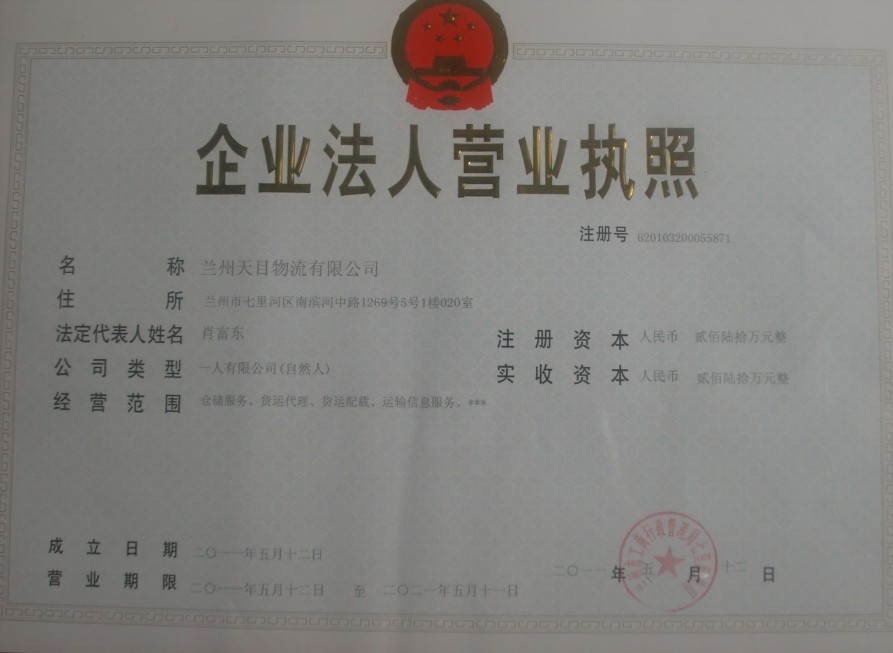 企业法人营业执照
注册号 620103200055871
名称 兰州天目物流有限公司
住所 兰州市七里河区南滨河中路1269号5号1楼020室
法定代表人姓名 肖富东
注册资本 人民币 贰佰陆拾万元整
公司类型 一人有限公司(自然人)
实收资本 人民币 贰佰陆拾万元整
经营范围 仓储服务、货运代理、货运配载、运输信息服务。***
成立日期 二〇一一年五月十二日
营业期限 二〇一一年五月十二日 至 二〇二一年五月十一日
二〇一一年五月十二日